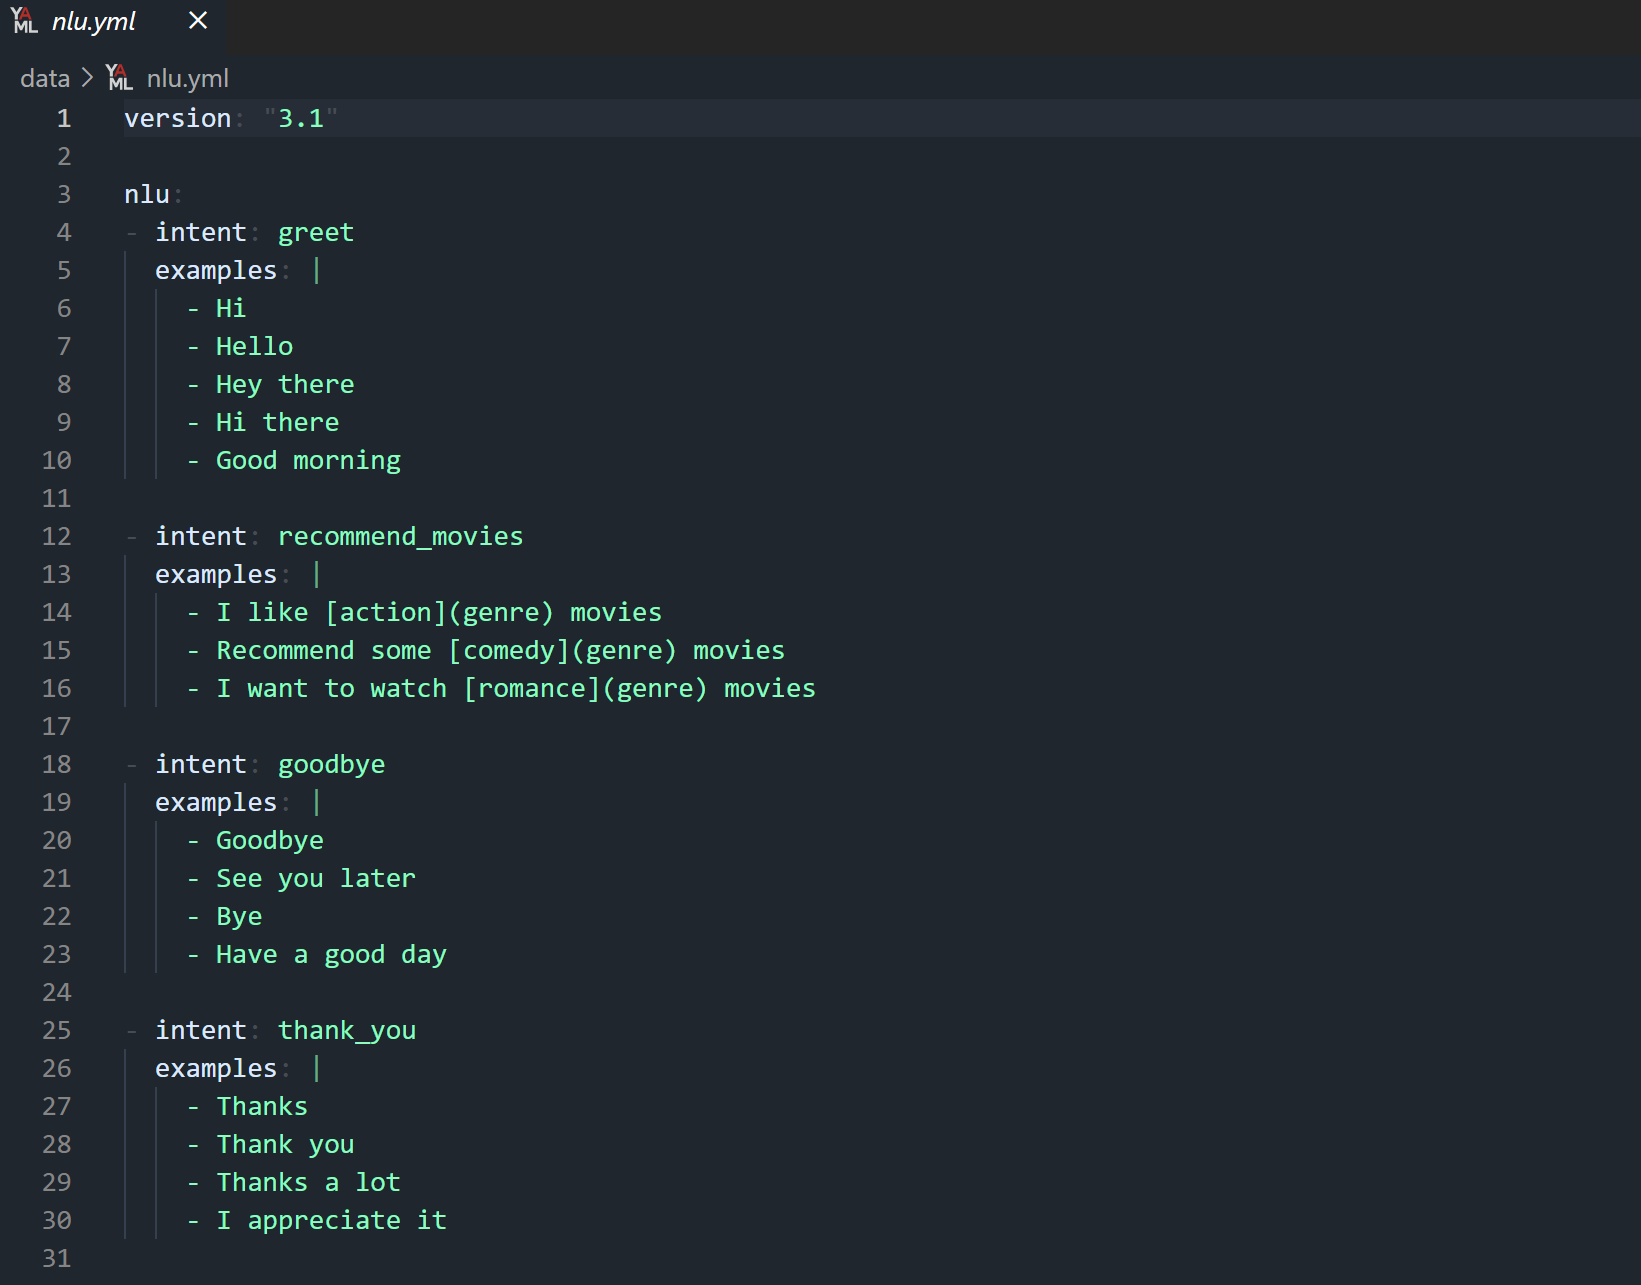 YAML nlu.yml ×
data > YAML nlu.yml
1 version: "3.1"
2
3 nlu:
4 - intent: greet
5 examples: |
6 - Hi
7 - Hello
8 - Hey there
9 - Hi there
10 - Good morning
11
12 - intent: recommend_movies
13 examples: |
14 - I like [action](genre) movies
15 - Recommend some [comedy](genre) movies
16 - I want to watch [romance](genre) movies
17
18 - intent: goodbye
19 examples: |
20 - Goodbye
21 - See you later
22 - Bye
23 - Have a good day
24
25 - intent: thank_you
26 examples: |
27 - Thanks
28 - Thank you
29 - Thanks a lot
30 - I appreciate it
31